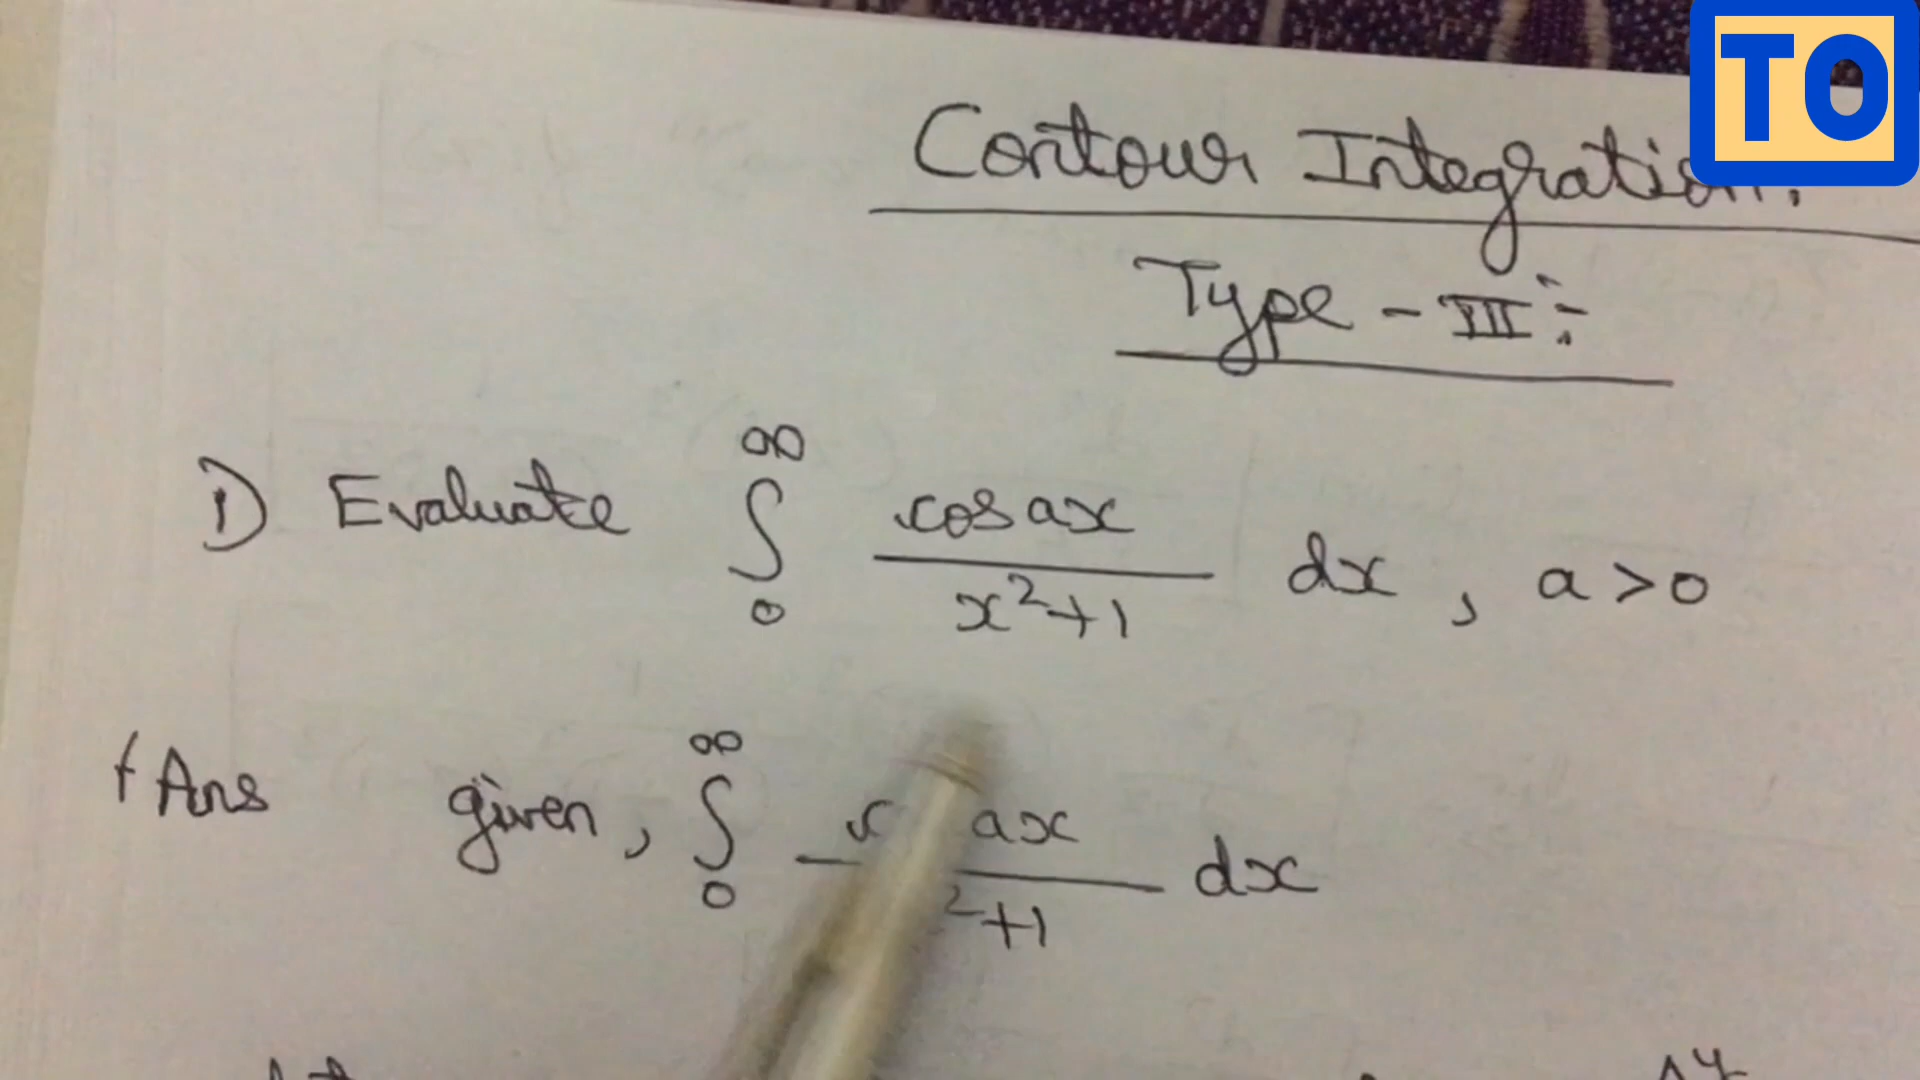 TO
Contour Integration.
Type - III :-
1) Evaluate ∫₀^∞ cos ax / x²+1 dx , a > 0
Ans given, ∫₀^∞ ax / ²+1 dx